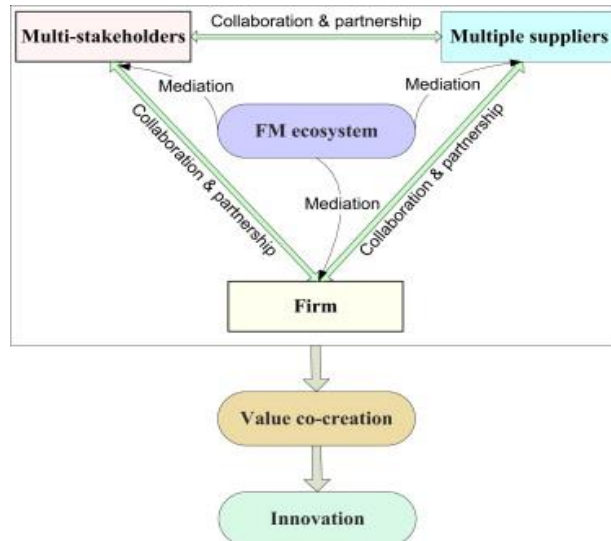 Collaboration & partnership
Multi-stakeholders
Multiple suppliers
Mediation
Mediation
FM ecosystem
Collaboration & partnership
Collaboration & partnership
Mediation
Firm
Value co-creation
Innovation